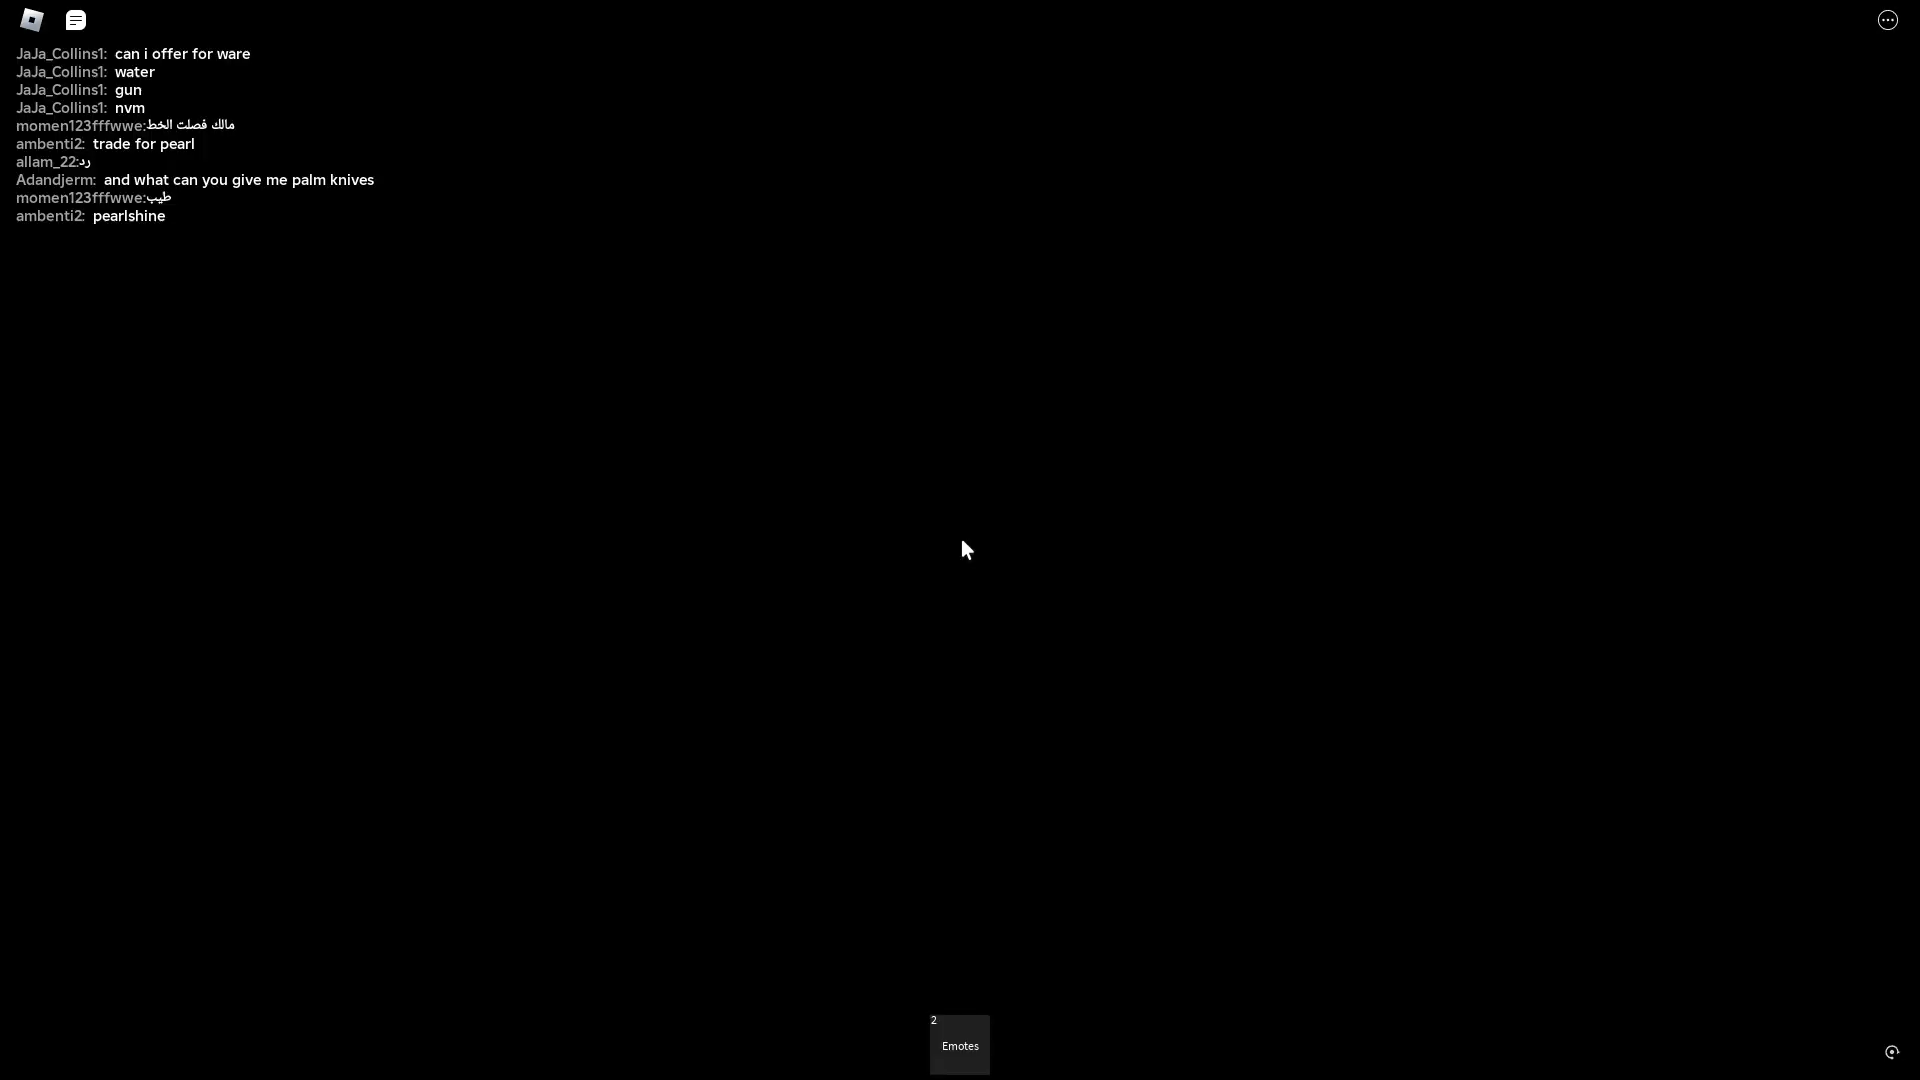 JaJa_Collins1: can i offer for ware
JaJa_Collins1: water
JaJa_Collins1: gun
JaJa_Collins1: nvm
momen123fffwwe:مالك فصلت الخط
ambenti2: trade for pearl
allam_22:رد
Adandjerm: and what can you give me palm knives
momen123fffwwe:طيب
ambenti2: pearlshine
2
Emotes